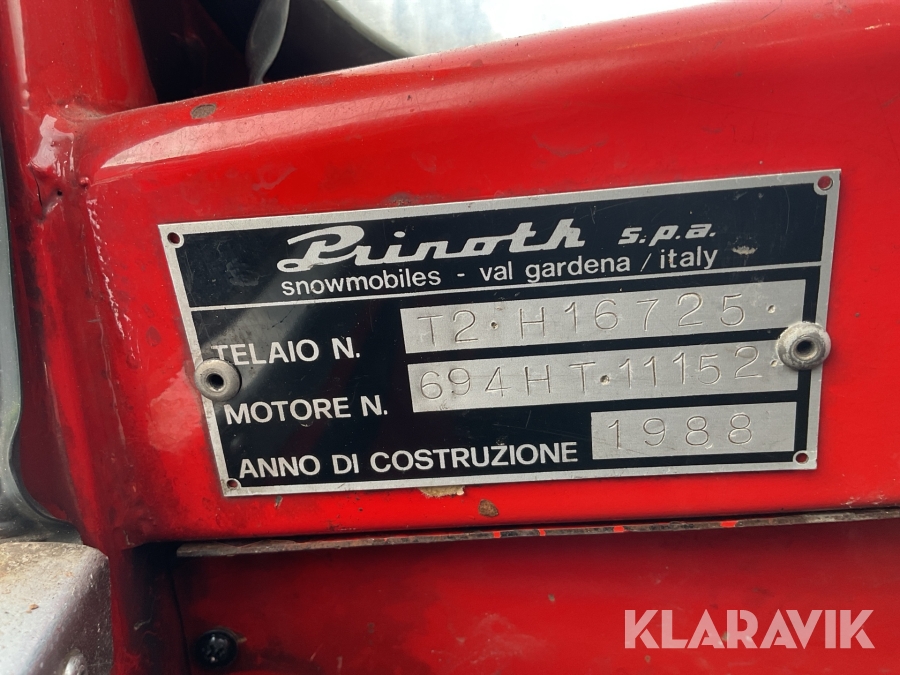 Prinoth s.p.a.
snowmobiles - val gardena / italy
TELAIO N. T2·H16725·
MOTORE N. 694HT·11152·
ANNO DI COSTRUZIONE 1988
KLARAVIK